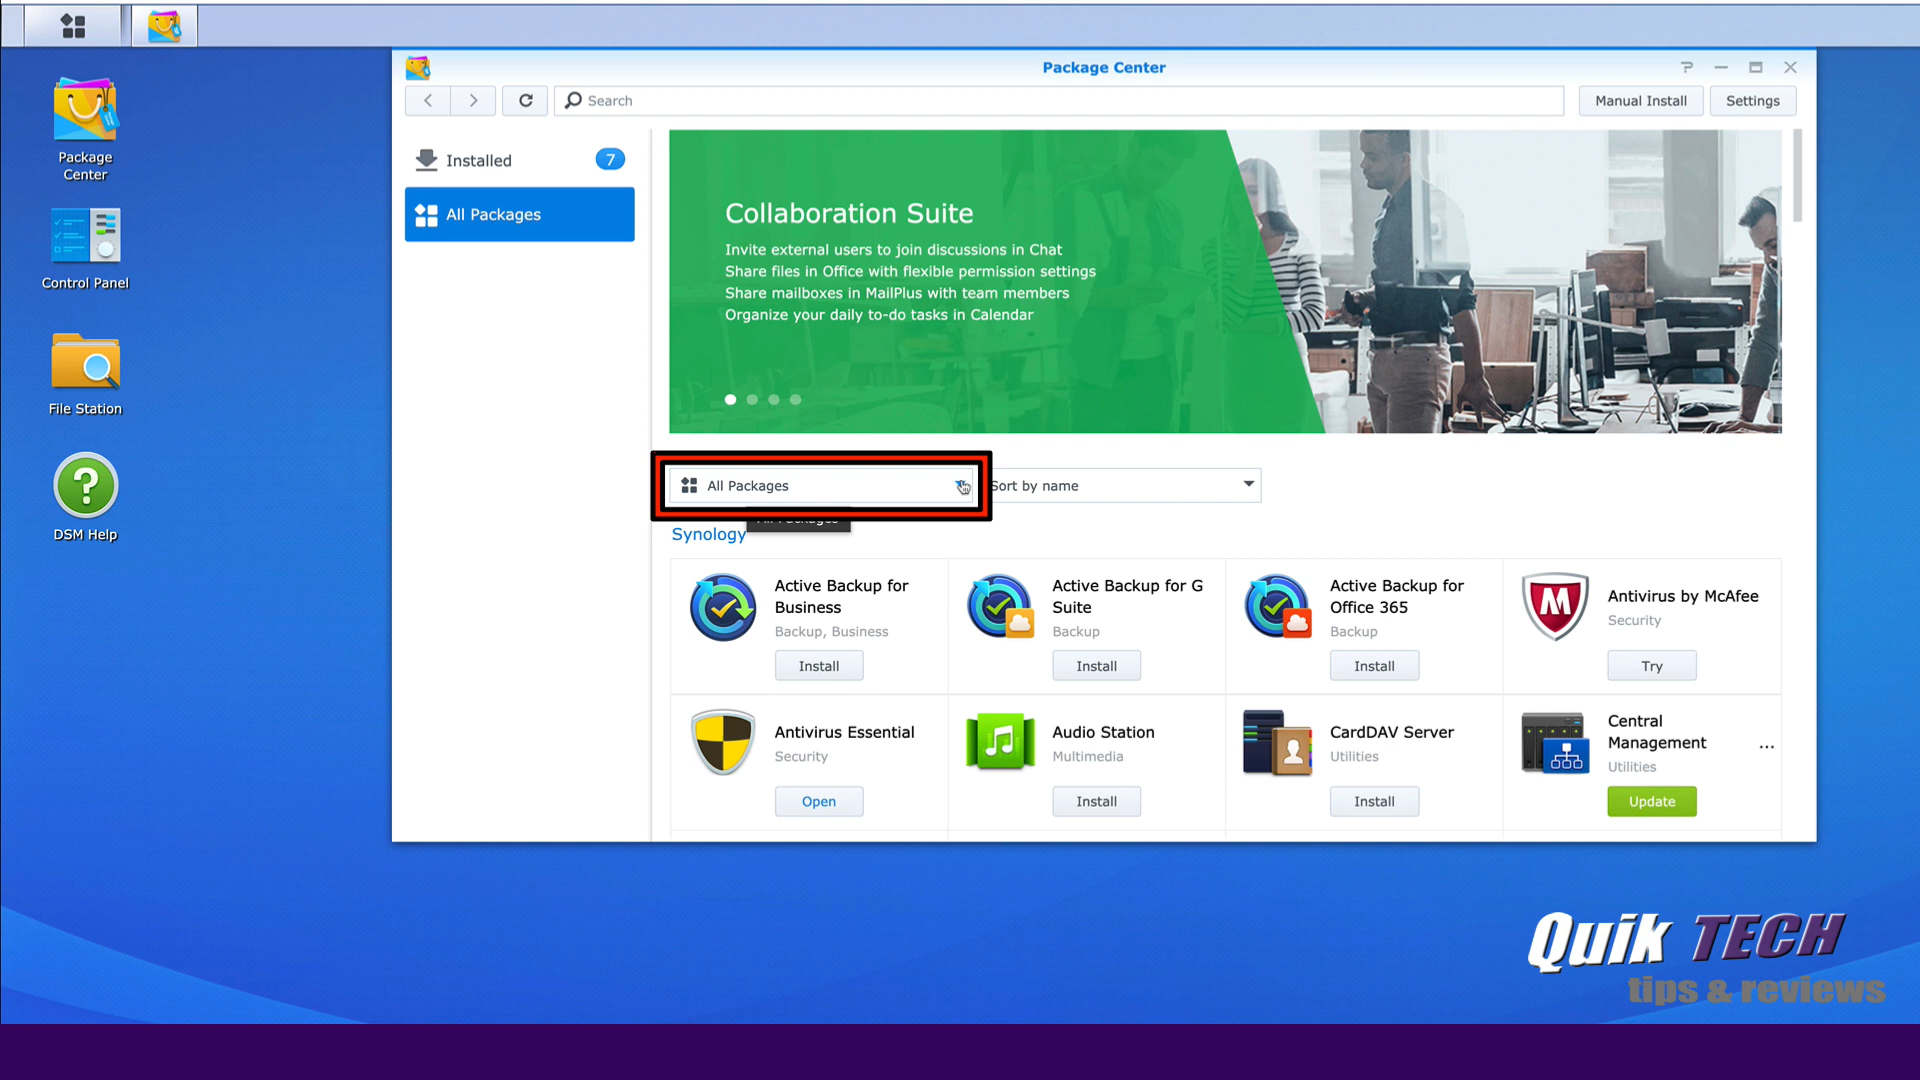 Package Center
Search
Manual Install
Settings
Package
Center
Control Panel
File Station
DSM Help
Installed
7
All Packages
Collaboration Suite
Invite external users to join discussions in Chat
Share files in Office with flexible permission settings
Share mailboxes in MailPlus with team members
Organize your daily to-do tasks in Calendar
All Packages
Sort by name
All Packages
Synology
Active Backup for
Business
Backup, Business
Install
Active Backup for G
Suite
Backup
Install
Active Backup for
Office 365
Backup
Install
Antivirus by McAfee
Security
Try
Antivirus Essential
Security
Open
Audio Station
Multimedia
Install
CardDAV Server
Utilities
Install
Central
Management
...
Utilities
Update
Quik TECH
tips & reviews